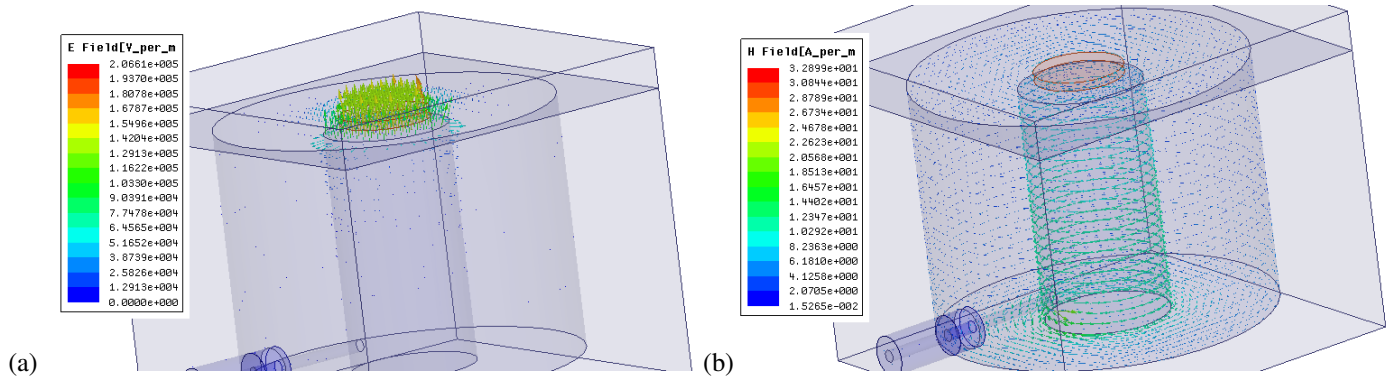 E Field[V_per_m
2.0661e+005
1.9370e+005
1.8078e+005
1.6787e+005
1.5496e+005
1.4204e+005
1.2913e+005
1.1622e+005
1.0330e+005
9.0391e+004
7.7478e+004
6.4565e+004
5.1652e+004
3.8739e+004
2.5826e+004
1.2913e+004
0.0000e+000
(a)
H Field[A_per_m
3.2899e+001
3.0844e+001
2.8789e+001
2.6734e+001
2.4678e+001
2.2623e+001
2.0568e+001
1.8513e+001
1.6457e+001
1.4402e+001
1.2347e+001
1.0292e+001
8.2363e+000
6.1810e+000
4.1258e+000
2.0705e+000
1.5265e-002
(b)